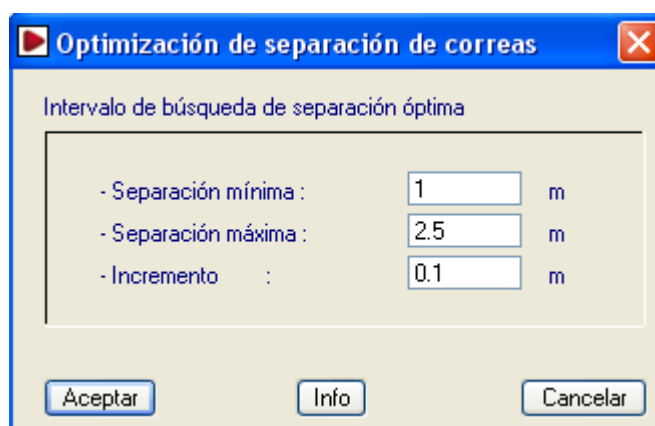 Optimización de separación de correas
Intervalo de búsqueda de separación óptima
- Separación mínima : 1 m
- Separación máxima : 2.5 m
- Incremento : 0.1 m
Aceptar Info Cancelar